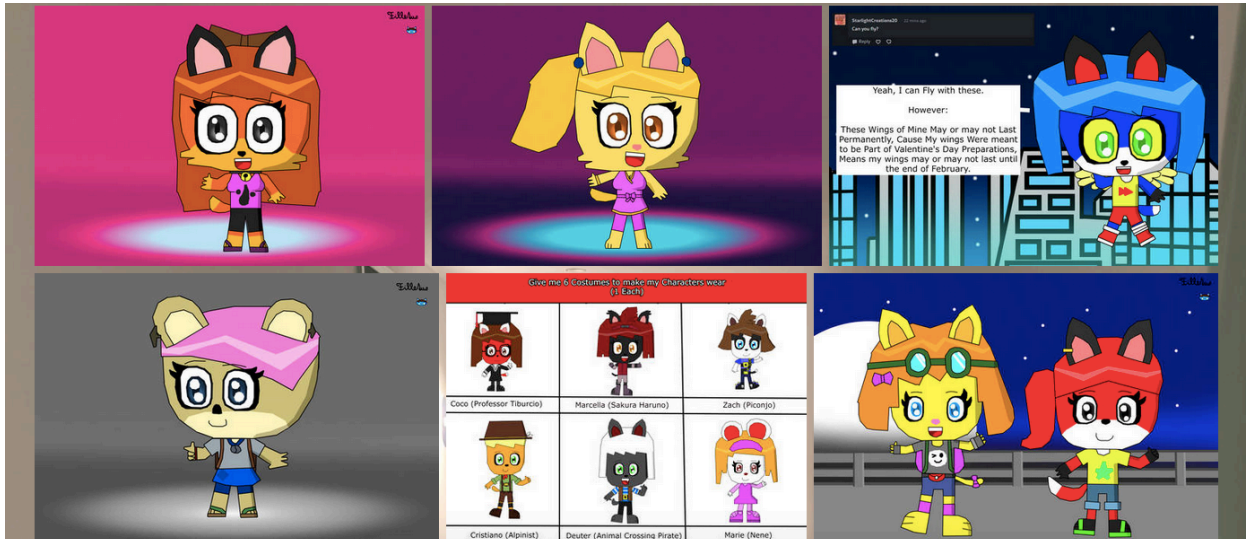 StarlightCreations20
Can you fly?
Reply
Yeah, I can Fly with these.
However:
These Wings of Mine May or may not Last
Permanently, Cause My wings Were meant
to be Part of Valentine's Day Preparations,
Means my wings may or may not last until
the end of February.
Give me 6 Costumes to make my Characters wear
(1 Each)
Coco (Professor Tiburcio)
Marcella (Sakura Haruno)
Zach (Piconjo)
Cristiano (Alpinist)
Deuter (Animal Crossing Pirate)
Marie (Nene)